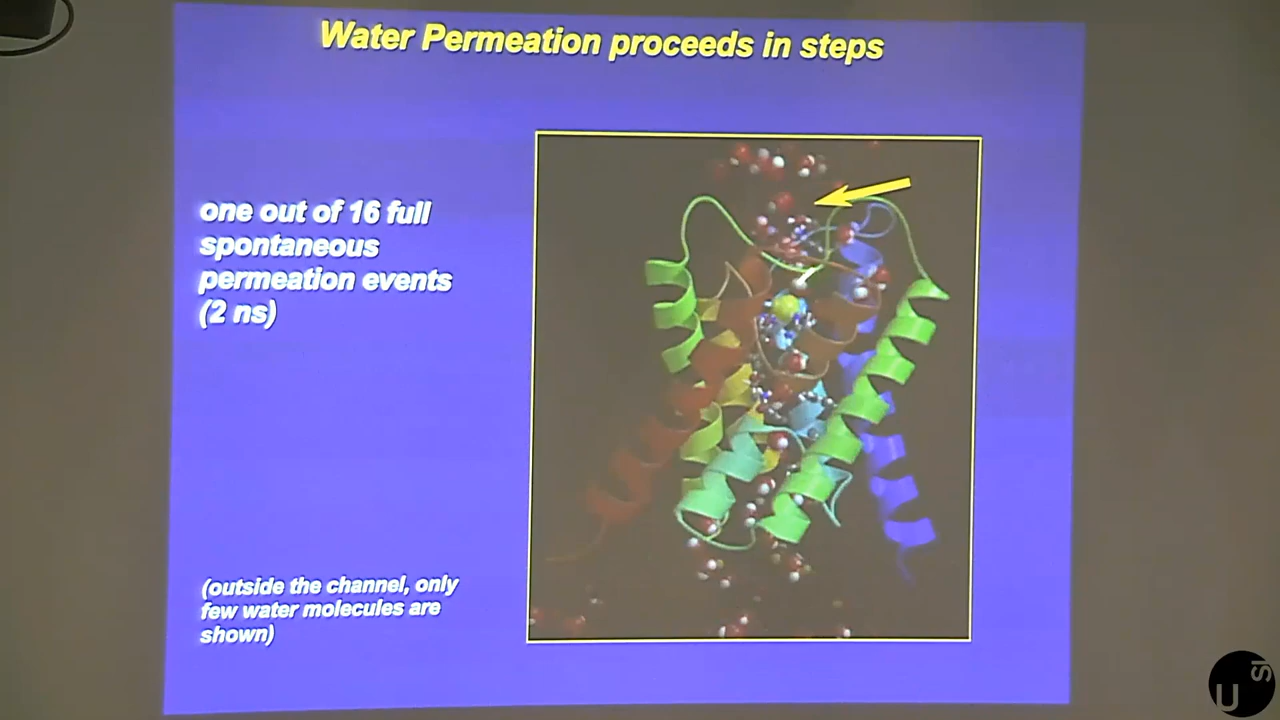 Water Permeation proceeds in steps
one out of 16 full
spontaneous
permeation events
(2 ns)
(outside the channel, only
few water molecules are
shown)
USI